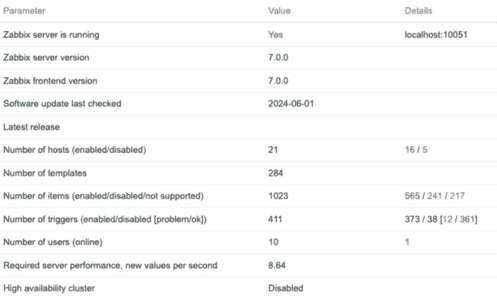 Parameter Value Details
Zabbix server is running Yes localhost:10051
Zabbix server version 7.0.0
Zabbix frontend version 7.0.0
Software update last checked 2024-06-01
Latest release
Number of hosts (enabled/disabled) 21 16 / 5
Number of templates 284
Number of items (enabled/disabled/not supported) 1023 565 / 241 / 217
Number of triggers (enabled/disabled [problem/ok]) 411 373 / 38 [12 / 361]
Number of users (online) 10 1
Required server performance, new values per second 8.64
High availability cluster Disabled